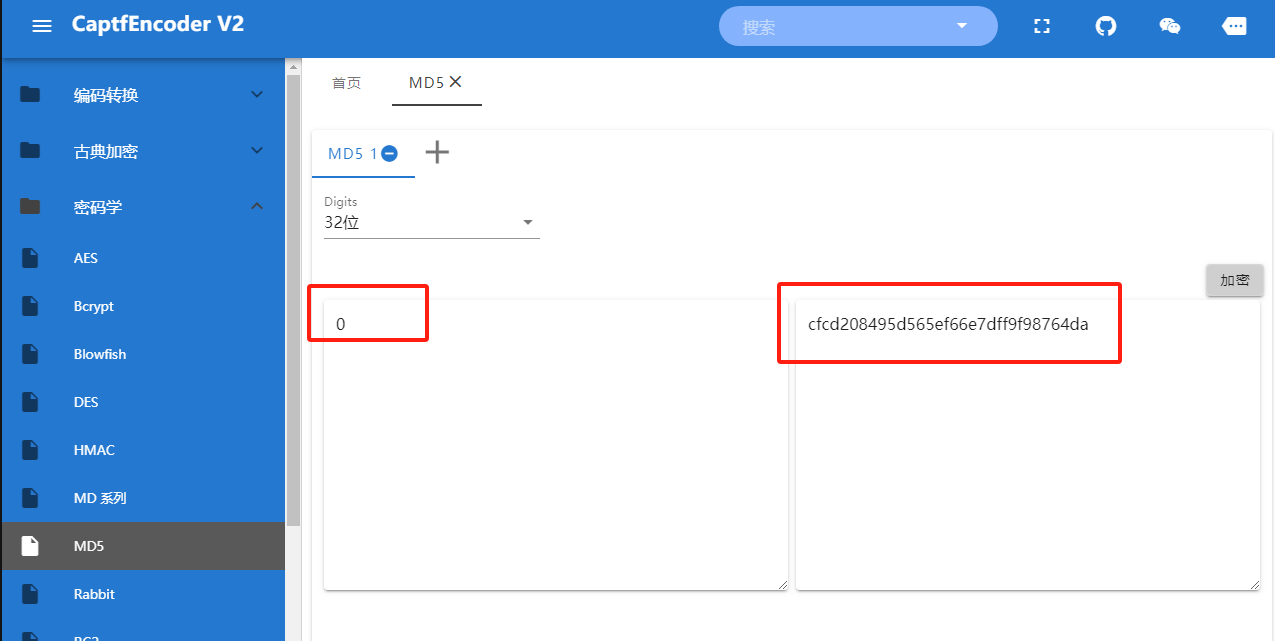 CaptfEncoder V2
搜索
编码转换
古典加密
密码学
AES
Bcrypt
Blowfish
DES
HMAC
MD 系列
MD5
Rabbit
RC2
首页
MD5
MD5 1
Digits
32位
加密
0
cfcd208495d565ef66e7dff9f98764da